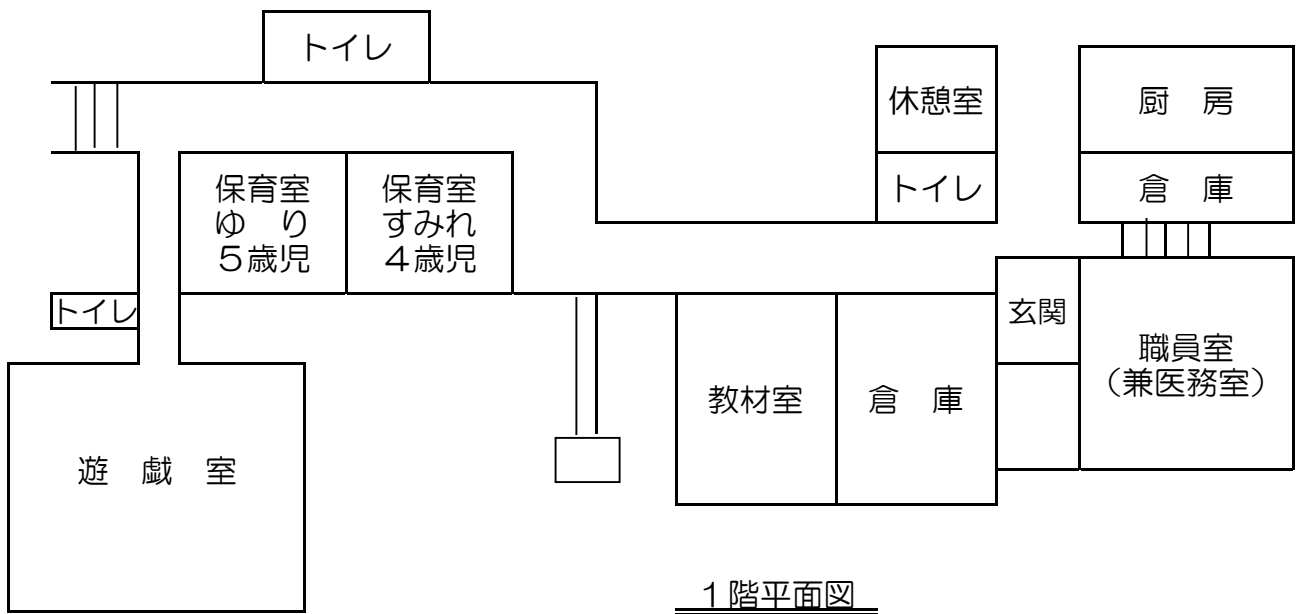 トイレ
休憩室
厨　房
保育室
ゆ　り
５歳児
保育室
すみれ
４歳児
トイレ
倉　庫
トイレ
玄関
職員室
（兼医務室）
教材室
倉　庫
遊　戯　室
１階平面図